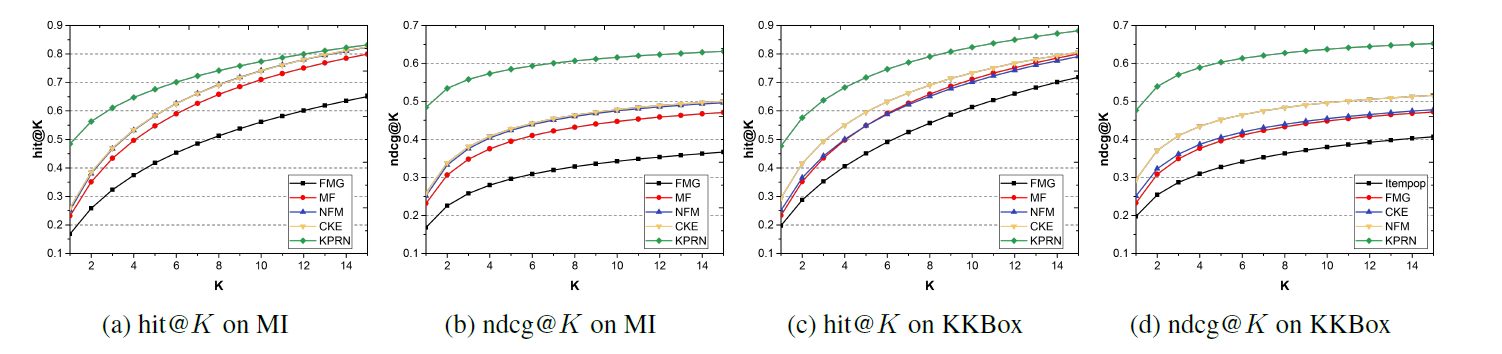 0.9
0.8
0.7
0.6
0.5
0.4
0.3
0.2
0.1
hit@K
2 4 6 8 10 12 14
K
FMG
MF
NFM
CKE
KPRN
(a) hit@K on MI
0.7
0.6
0.5
0.4
0.3
0.2
0.1
ndcg@K
2 4 6 8 10 12 14
K
FMG
MF
NFM
CKE
KPRN
(b) ndcg@K on MI
0.9
0.8
0.7
0.6
0.5
0.4
0.3
0.2
0.1
hit@K
2 4 6 8 10 12 14
K
FMG
MF
NFM
CKE
KPRN
(c) hit@K on KKBox
0.7
0.6
0.5
0.4
0.3
0.2
0.1
ndcg@K
2 4 6 8 10 12 14
K
Itempop
FMG
CKE
NFM
KPRN
(d) ndcg@K on KKBox